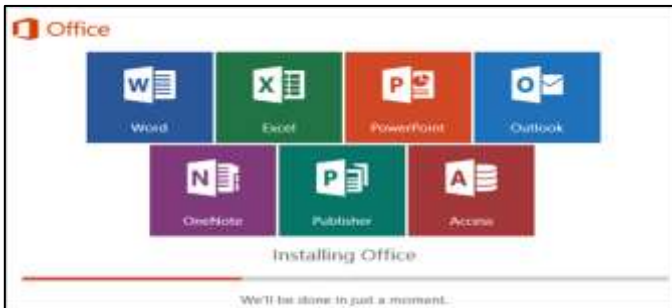 Office
Word Excel PowerPoint Outlook
OneNote Publisher Access
Installing Office
We'll be done in just a moment.